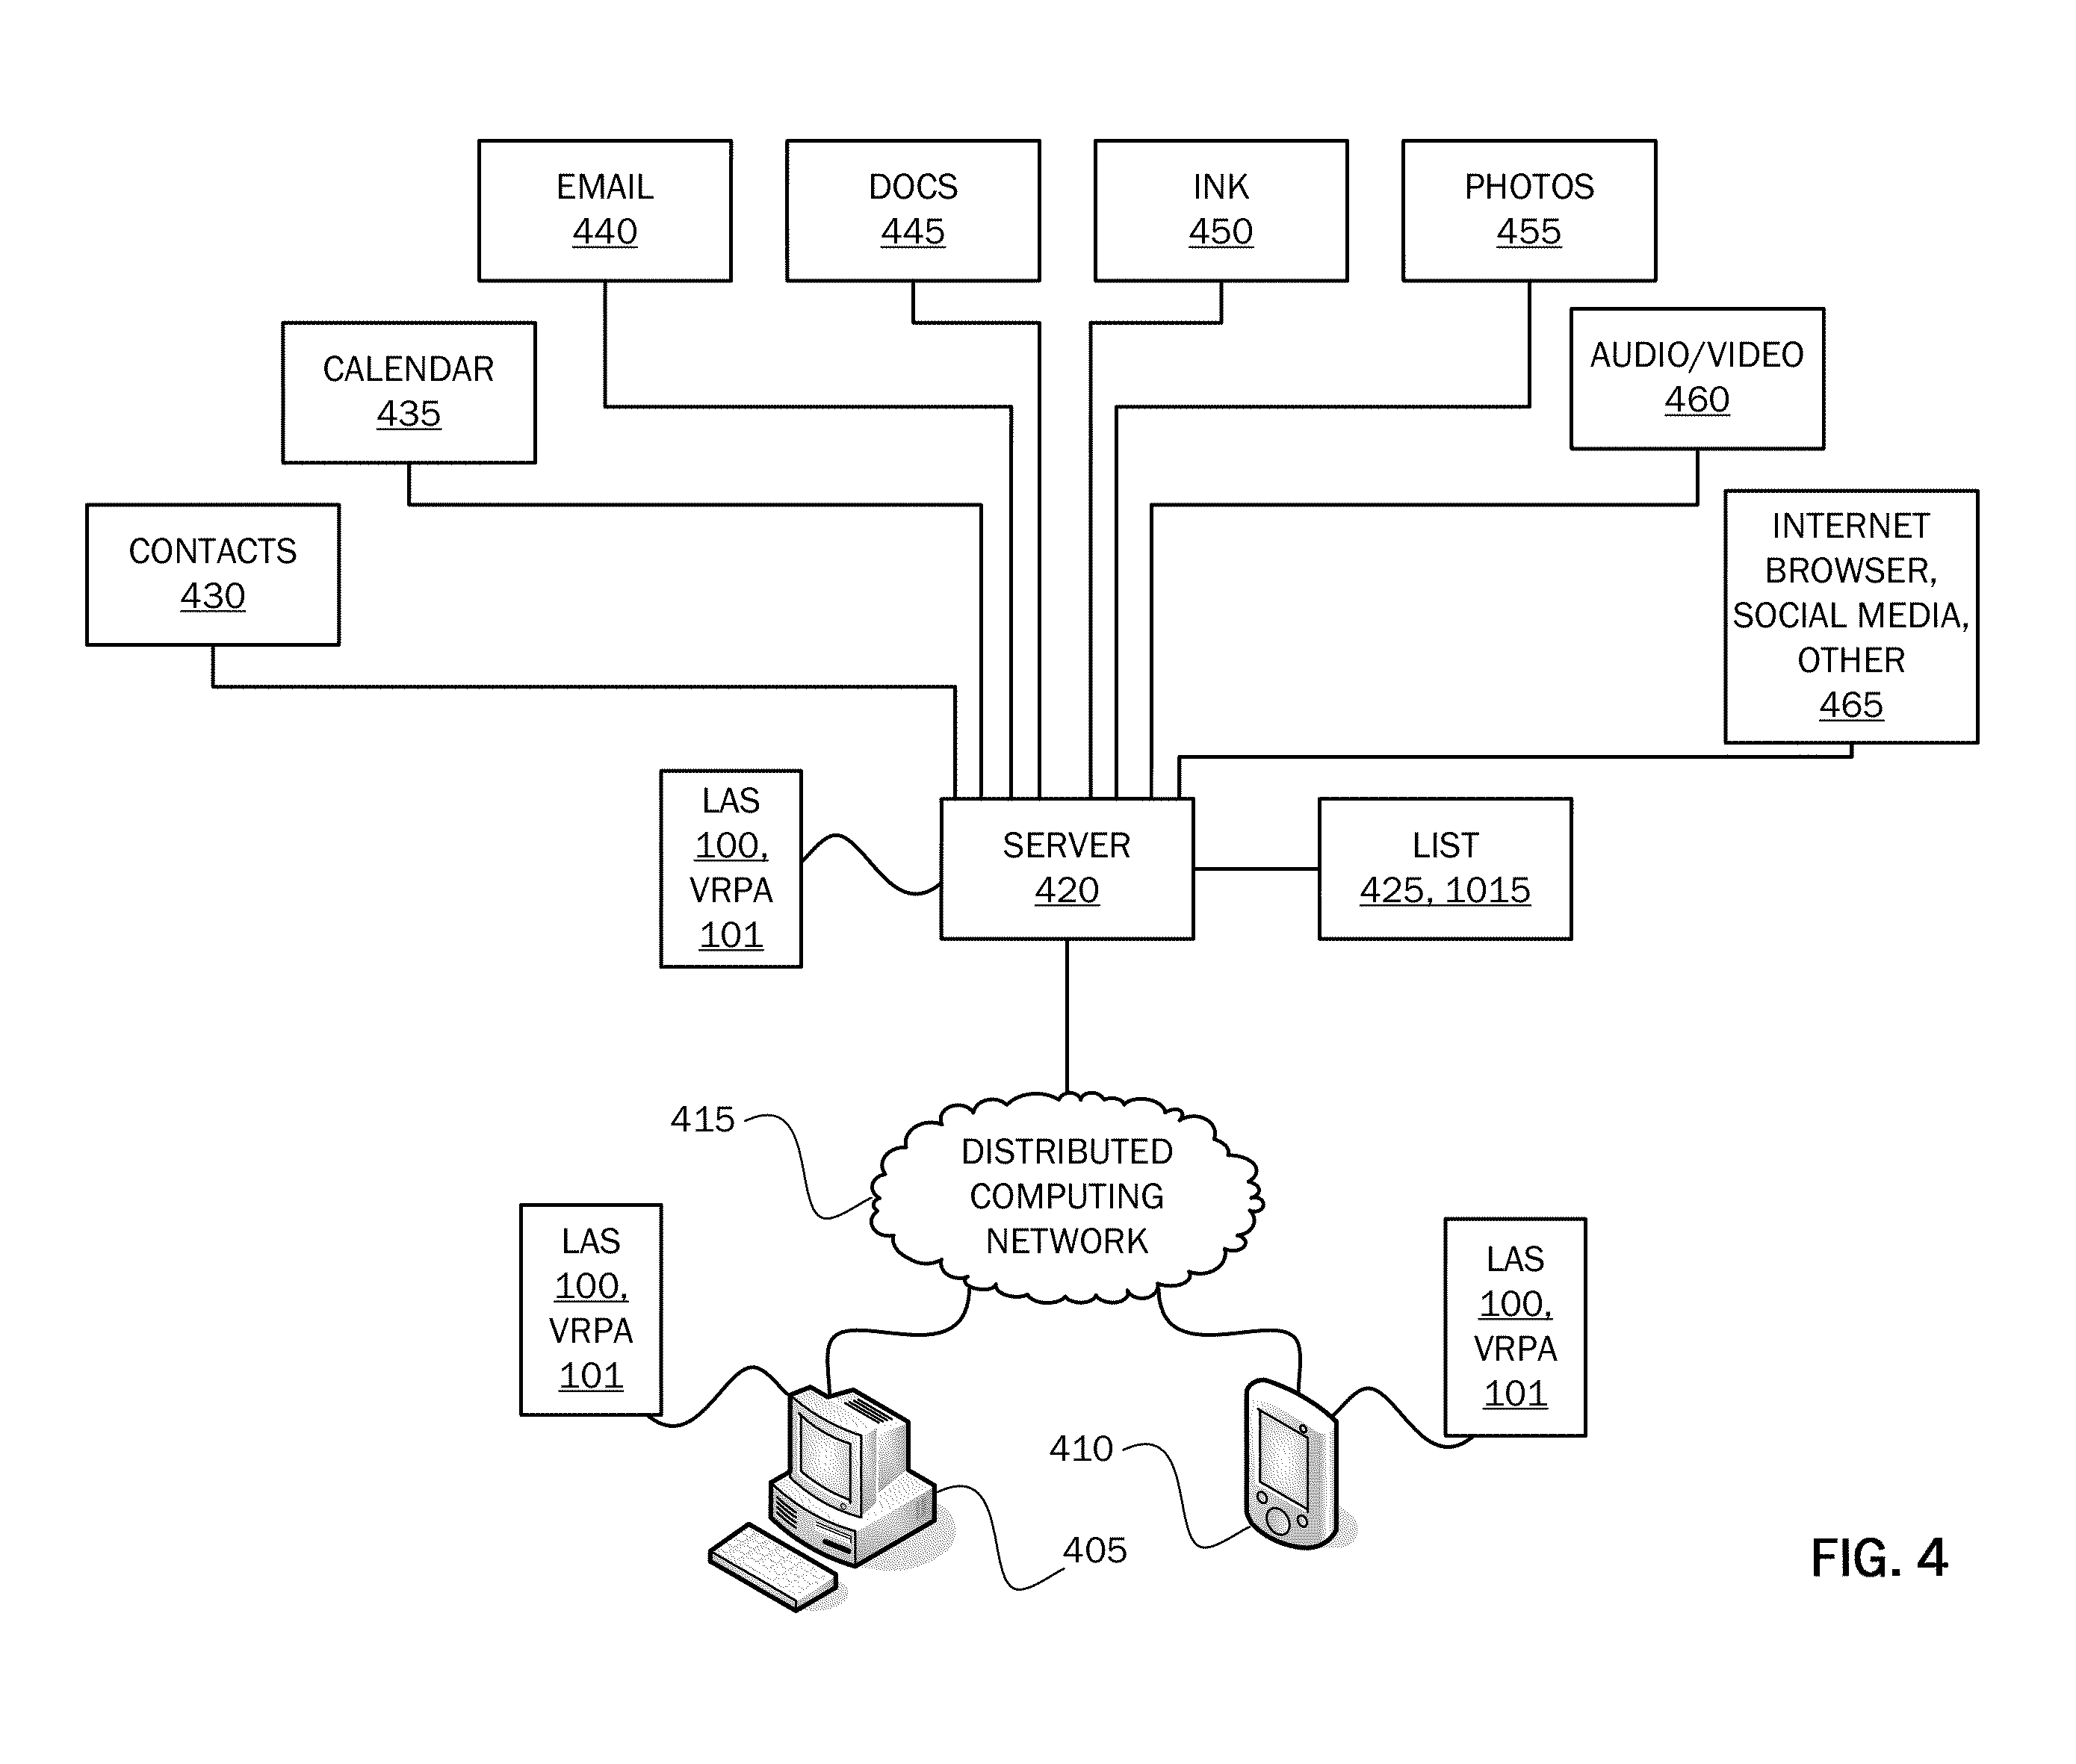 EMAIL
440
DOCS
445
INK
450
PHOTOS
455
CALENDAR
435
AUDIO/VIDEO
460
CONTACTS
430
INTERNET
BROWSER,
SOCIAL MEDIA,
OTHER
465
LAS
100,
VRPA
101
SERVER
420
LIST
425, 1015
415
DISTRIBUTED
COMPUTING
NETWORK
LAS
100,
VRPA
101
LAS
100,
VRPA
101
410
405
FIG. 4